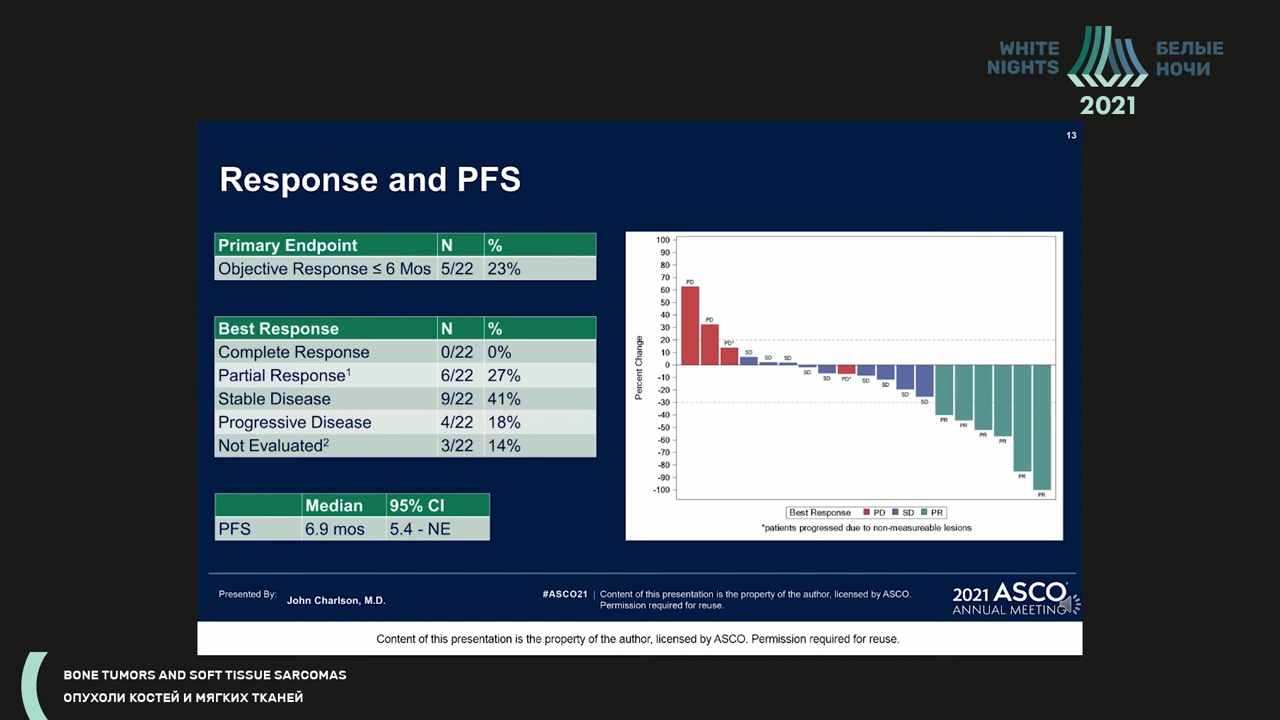 WHITE NIGHTS
БЕЛЫЕ НОЧИ
2021
13
Response and PFS
Primary Endpoint N %
Objective Response ≤ 6 Mos 5/22 23%
Best Response N %
Complete Response 0/22 0%
Partial Response¹ 6/22 27%
Stable Disease 9/22 41%
Progressive Disease 4/22 18%
Not Evaluated² 3/22 14%
Median 95% CI
PFS 6.9 mos 5.4 - NE
Percent Change
100
90
80
70
60
50
40
30
20
10
0
-10
-20
-30
-40
-50
-60
-70
-80
-90
-100
PD
PD
PD*
SD
SD
SD
SD
SD
PD*
SD
SD
SD
SD
PR
PR
PR
PR
PR
PR
Best Response PD SD PR
*patients progressed due to non-measureable lesions
Presented By: John Charlson, M.D.
#ASCO21 | Content of this presentation is the property of the author, licensed by ASCO.
Permission required for reuse.
2021 ASCO
ANNUAL MEETING
Content of this presentation is the property of the author, licensed by ASCO. Permission required for reuse.
BONE TUMORS AND SOFT TISSUE SARCOMAS
ОПУХОЛИ КОСТЕЙ И МЯГКИХ ТКАНЕЙ